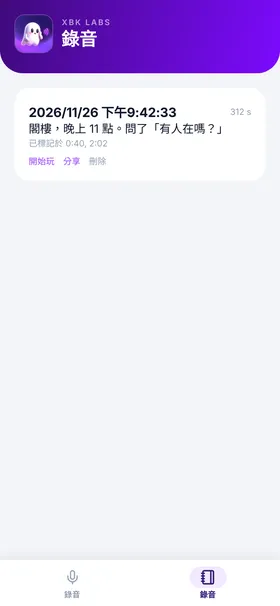 XBK LABS
錄音
2026/11/26 下午9:42:33
312 s
閣樓，晚上 11 點。問了「有人在嗎？」
已標記於 0:40, 2:02
開始玩 分享 刪除
錄音
錄音